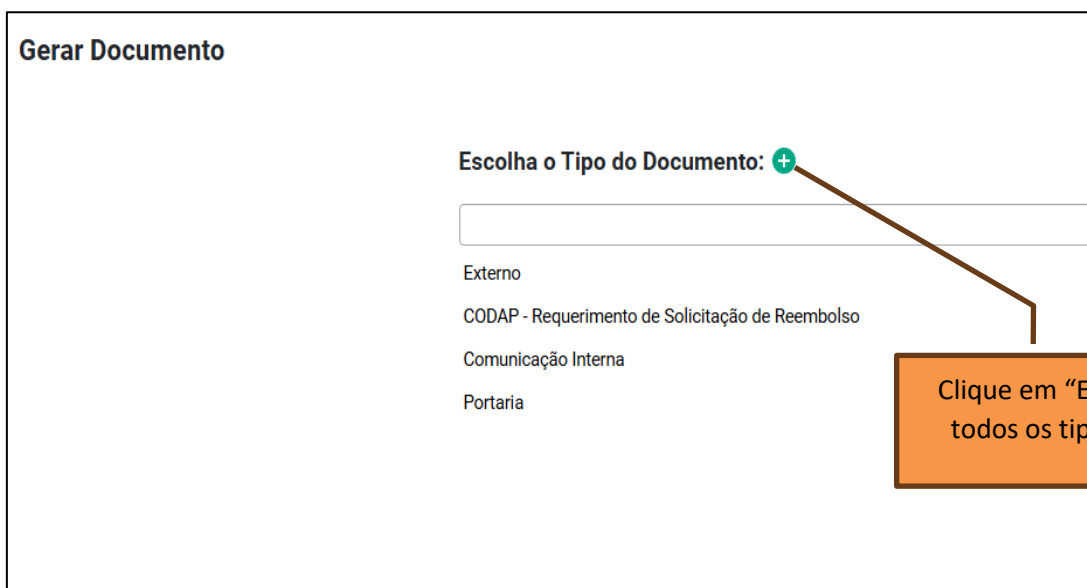 Gerar Documento
Escolha o Tipo do Documento:
Externo
CODAP - Requerimento de Solicitação de Reembolso
Comunicação Interna
Portaria
Clique em “E
todos os tip